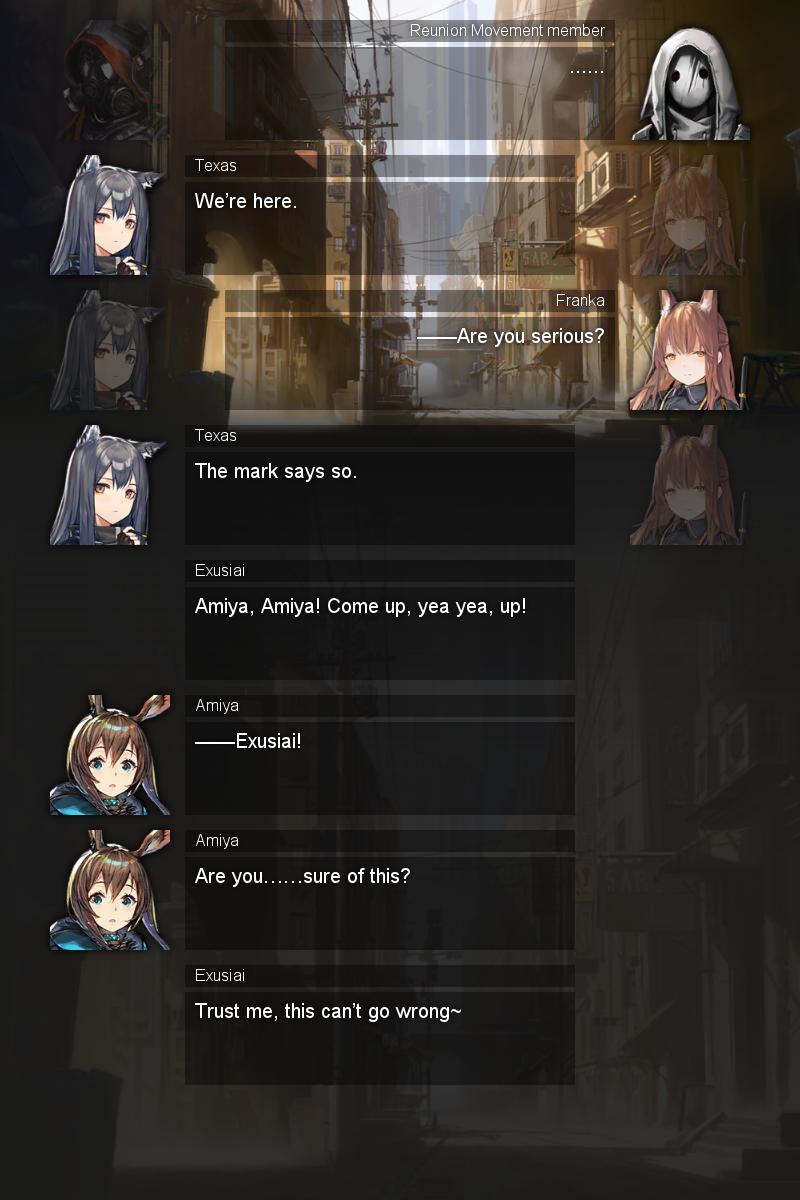 Reunion Movement member
......
Texas
We're here.
Franka
——Are you serious?
Texas
The mark says so.
Exusiai
Amiya, Amiya! Come up, yea yea, up!
Amiya
——Exusiai!
Amiya
Are you......sure of this?
Exusiai
Trust me, this can't go wrong~